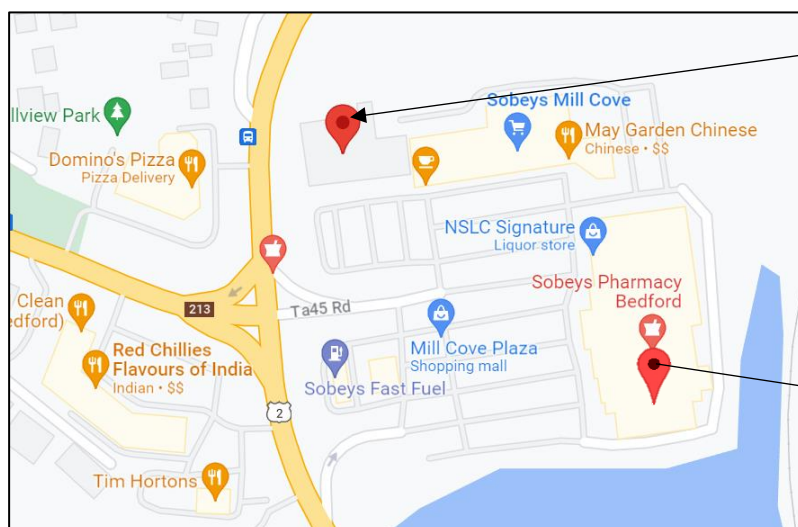 llview Park
Domino's Pizza
Pizza Delivery
Sobeys Mill Cove
May Garden Chinese
Chinese • $$
NSLC Signature
Liquor store
Sobeys Pharmacy
Bedford
213
Ta45 Rd
Clean
edford)
Red Chillies
Flavours of India
Indian • $$
Mill Cove Plaza
Shopping mall
Sobeys Fast Fuel
2
Tim Hortons